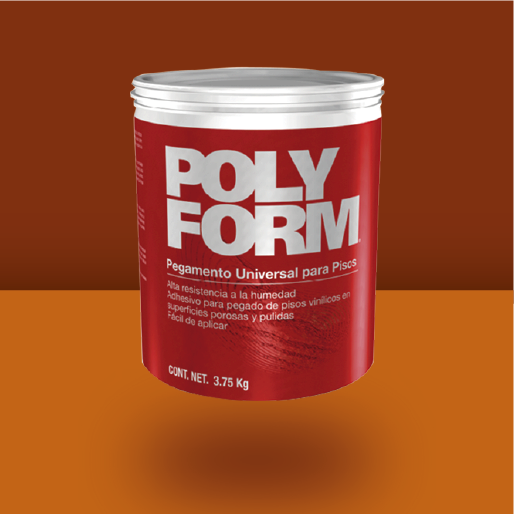 POLY
FORM
Pegamento Universal para Pisos
Alta resistencia a la humedad
Adhesivo para pegado de pisos vinílicos en
superficies porosas y pulidas
Fácil de aplicar
CONT. NET. 3.75 Kg